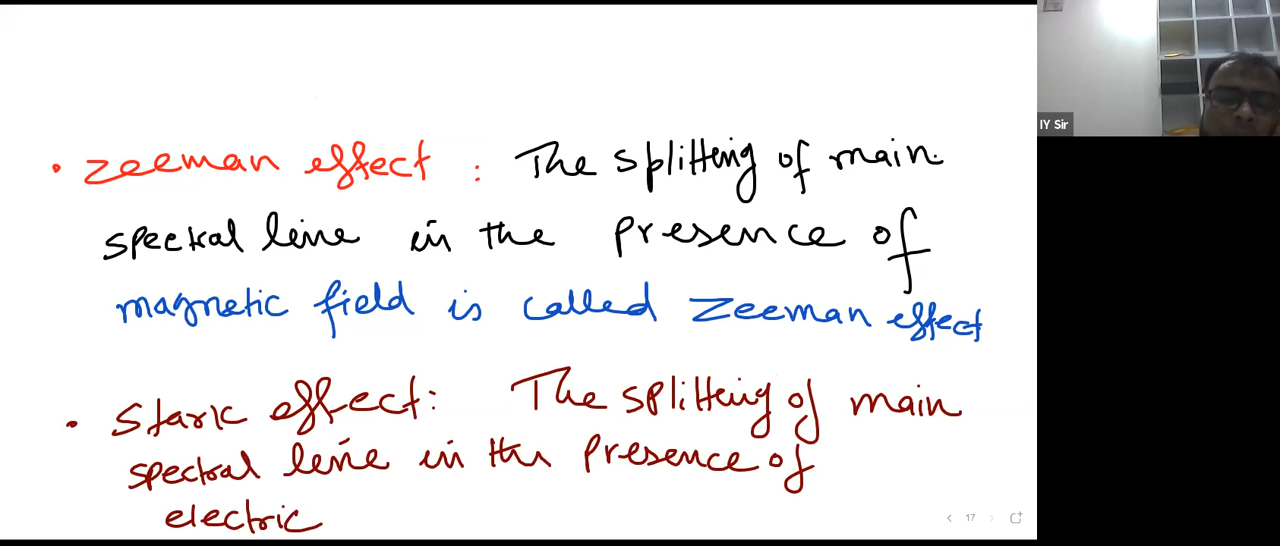 • Zeeman effect : The splitting of main
spectral line in the presence of
magnetic field is called Zeeman effect
• Stark effect: The splitting of main
spectral line in the presence of
electric
17
IY Sir